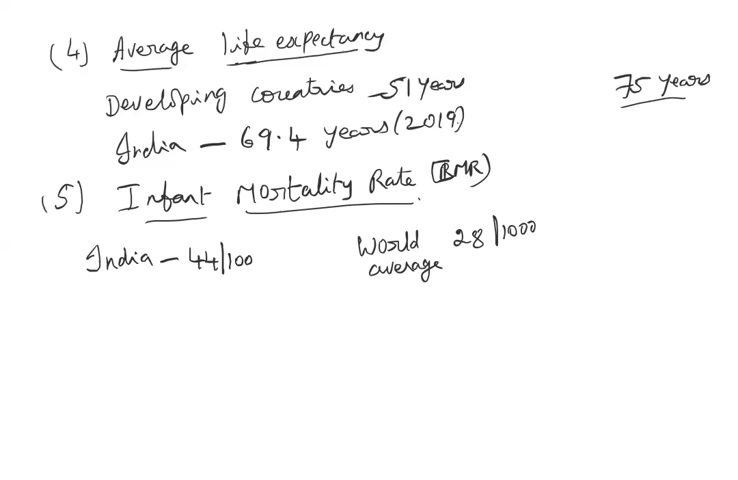 (4) Average life expectancy
Developing countries - 51 Years 75 Years
India - 69.4 years (2019)
(5) Infant Mortality Rate (IMR)
India - 44/100 World average 28/1000